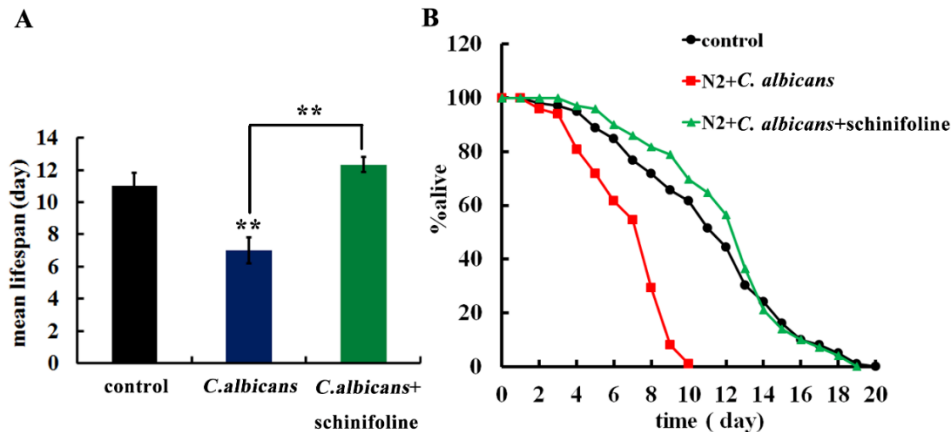 A
mean lifespan (day)
14
12
10
8
6
4
2
0
**
**
control
C.albicans
C.albicans+
schinifoline
B
%alive
120
100
80
60
40
20
0
control
N2+C. albicans
N2+C. albicans+schinifoline
0 2 4 6 8 10 12 14 16 18 20
time ( day)